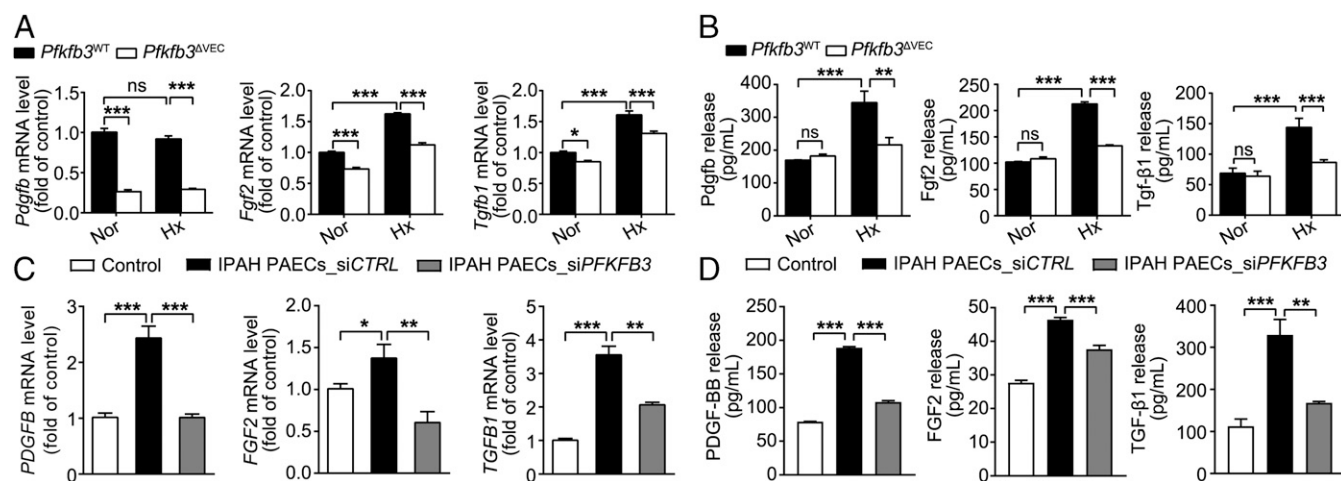 A
Pfkfb3WT Pfkfb3ΔVEC
Pdgfb mRNA level
(fold of control)
1.5
1.0
0.5
0.0
ns
***
***
Nor Hx
Fgf2 mRNA level
(fold of control)
2.0
1.5
1.0
0.5
0.0
***
***
***
Nor Hx
Tgfb1 mRNA level
(fold of control)
2.0
1.5
1.0
0.5
0.0
***
***
*
Nor Hx
B
Pfkfb3WT Pfkfb3ΔVEC
Pdgfb release
(pg/mL)
400
300
200
100
0
***
**
ns
Nor Hx
Fgf2 release
(pg/mL)
250
200
150
100
50
0
***
***
ns
Nor Hx
Tgf-β1 release
(pg/mL)
200
150
100
50
0
***
***
ns
Nor Hx
C
Control IPAH PAECs_siCTRL IPAH PAECs_siPFKFB3
PDGFB mRNA level
(fold of control)
3
2
1
0
***
***
FGF2 mRNA level
(fold of control)
2.0
1.5
1.0
0.5
0.0
*
**
TGFB1 mRNA level
(fold of control)
5
4
3
2
1
0
***
**
D
Control IPAH PAECs_siCTRL IPAH PAECs_siPFKFB3
PDGF-BB release
(pg/mL)
250
200
150
100
50
0
***
***
FGF2 release
(pg/mL)
50
40
30
20
10
0
***
***
TGF-β1 release
(pg/mL)
400
300
200
100
0
***
**